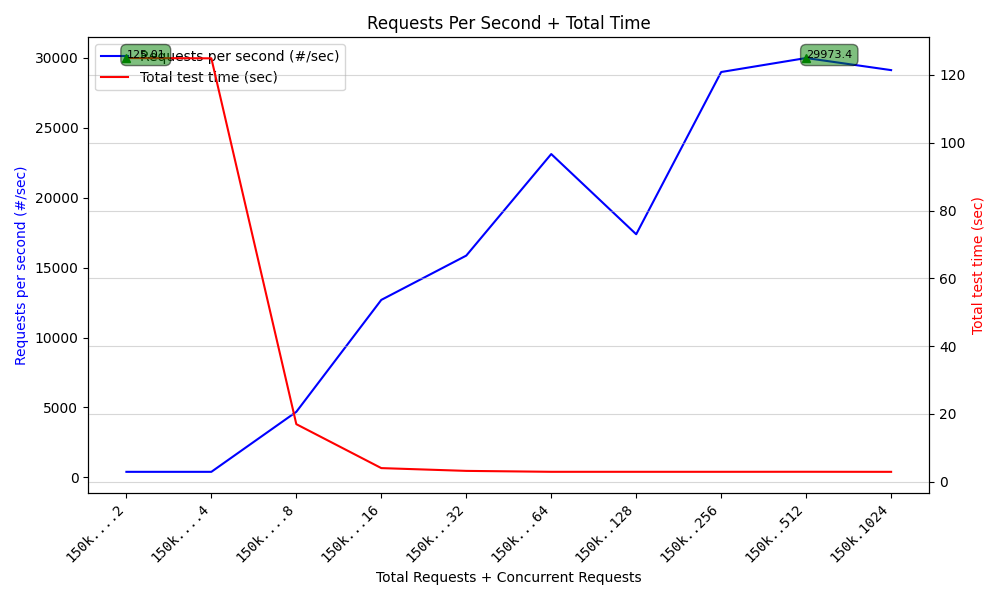 Requests Per Second + Total Time
Requests per second (#/sec)
Total test time (sec)
125.01
29973.4
30000
25000
20000
15000
10000
5000
0
Requests per second (#/sec)
120
100
80
60
40
20
0
Total test time (sec)
150k....2
150k....4
150k....8
150k...16
150k...32
150k...64
150k..128
150k..256
150k..512
150k.1024
Total Requests + Concurrent Requests